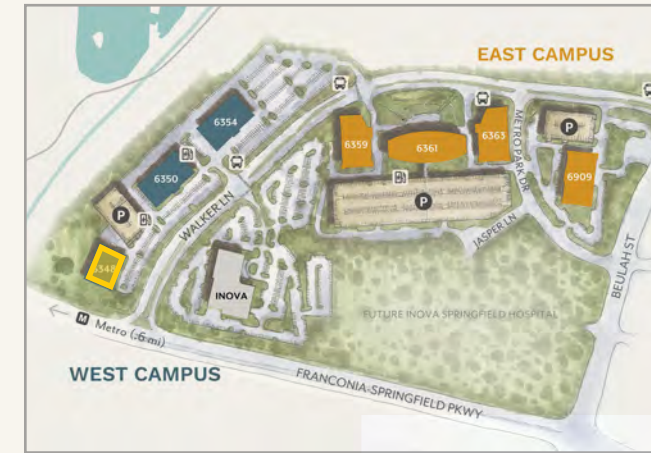 EAST CAMPUS
6354
6359
6361
6363
METRO PARK DR
P
6350
6909
P
P
WALKER LN
JASPER LN
BEULAH ST
6348
INOVA
FUTURE INOVA SPRINGFIELD HOSPITAL
M Metro (.6 mi)
WEST CAMPUS
FRANCONIA-SPRINGFIELD PKWY